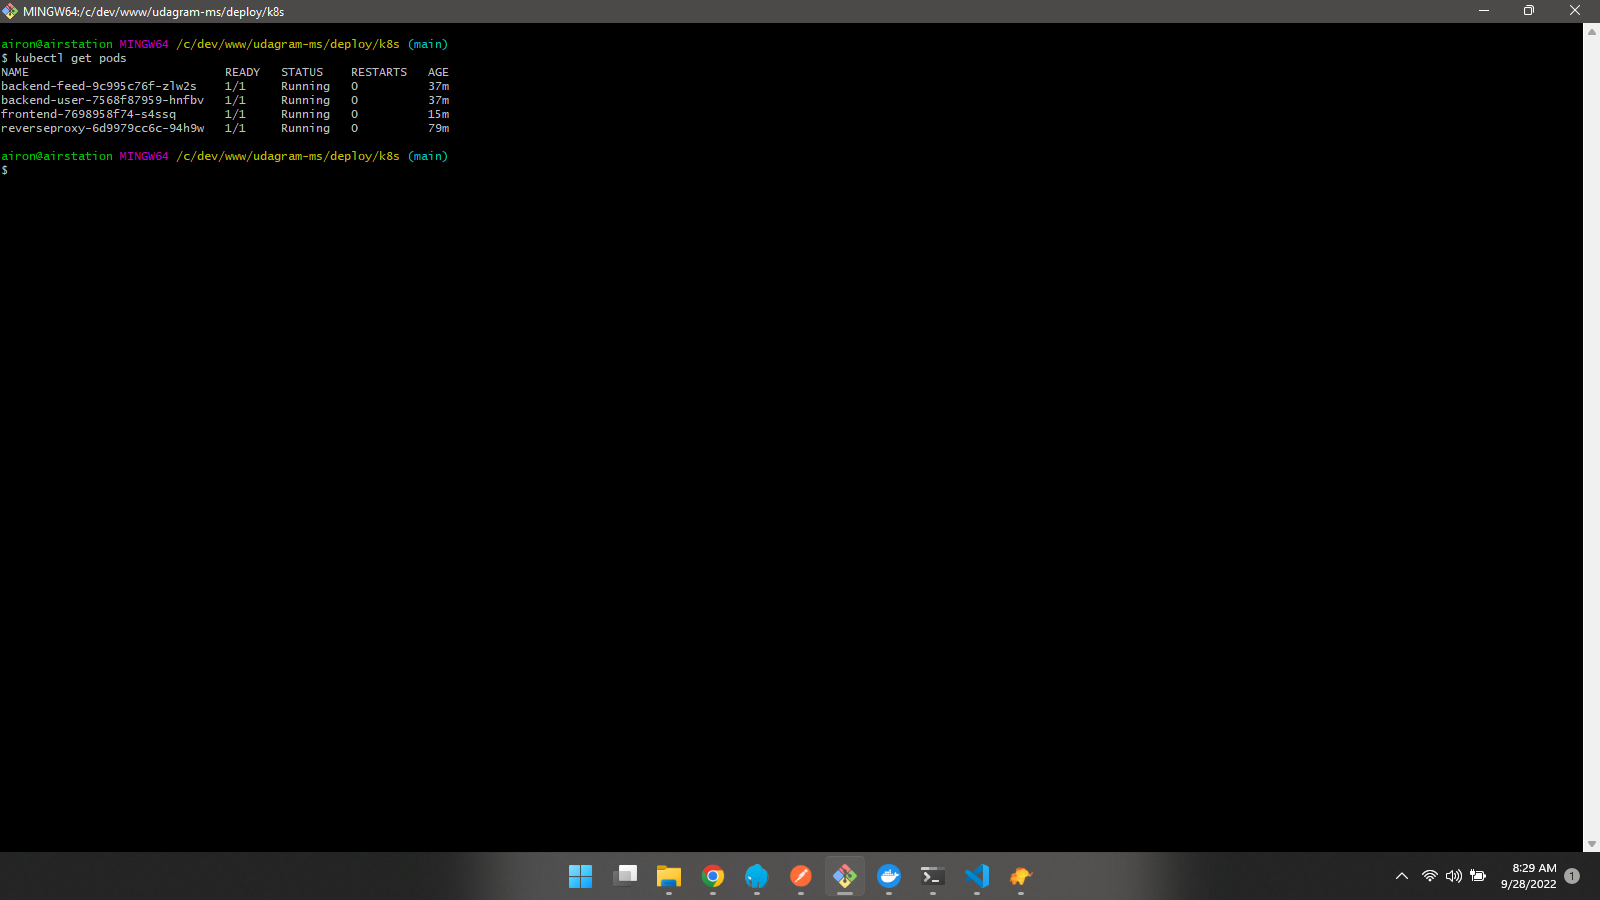 MINGW64:/c/dev/www/udagram-ms/deploy/k8s
airon@airstation MINGW64 /c/dev/www/udagram-ms/deploy/k8s (main)
$ kubectl get pods
NAME READY STATUS RESTARTS AGE
backend-feed-9c995c76f-zlw2s 1/1 Running 0 37m
backend-user-7568f87959-hnfbv 1/1 Running 0 37m
frontend-7698958f74-s4ssq 1/1 Running 0 15m
reverseproxy-6d9979cc6c-94h9w 1/1 Running 0 79m
airon@airstation MINGW64 /c/dev/www/udagram-ms/deploy/k8s (main)
$
8:29 AM
9/28/2022
1